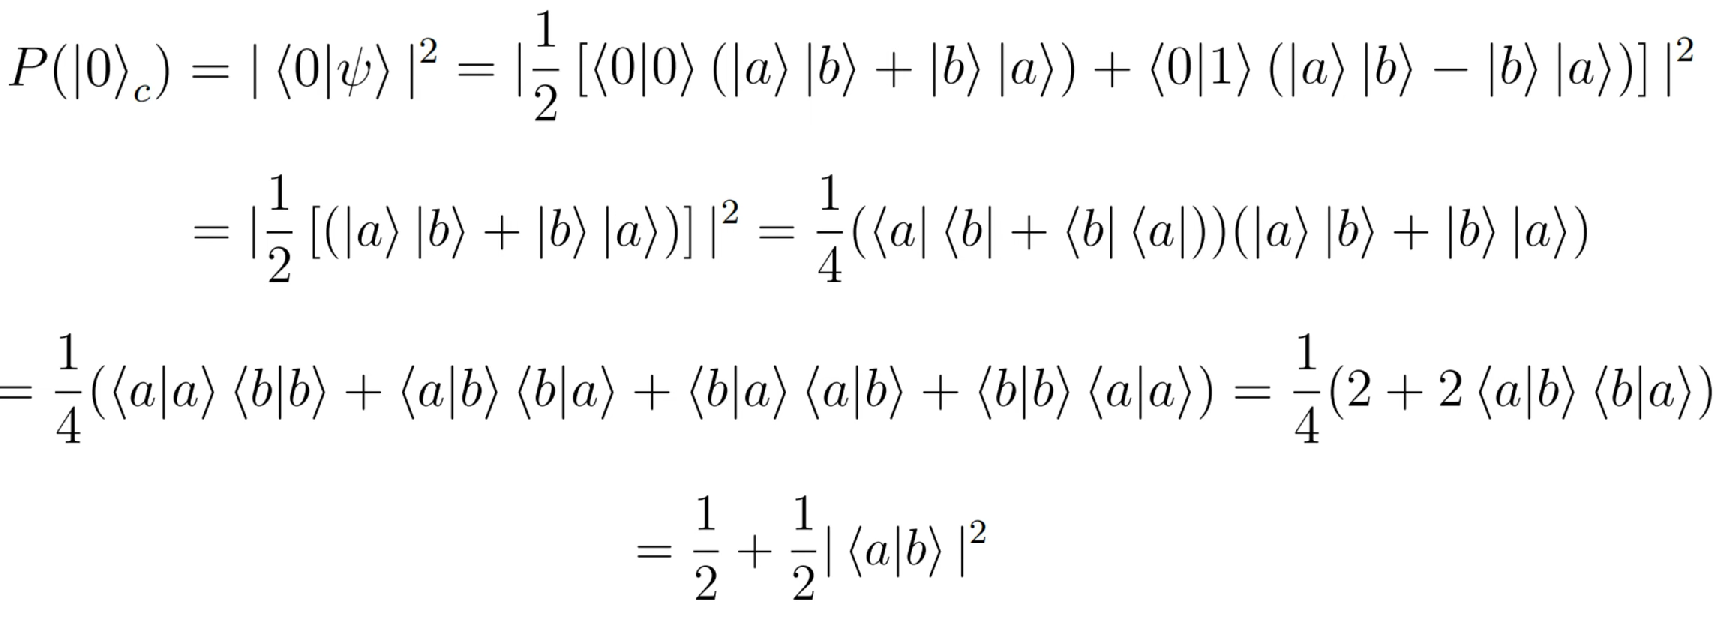 P(|0⟩_c) = | ⟨0|ψ⟩ |² = |\frac{1}{2} [⟨0|0⟩ (|a⟩ |b⟩ + |b⟩ |a⟩) + ⟨0|1⟩ (|a⟩ |b⟩ − |b⟩ |a⟩)] |²
= |\frac{1}{2} [(|a⟩ |b⟩ + |b⟩ |a⟩)] |² = \frac{1}{4}(⟨a| ⟨b| + ⟨b| ⟨a|))(|a⟩ |b⟩ + |b⟩ |a⟩)
= \frac{1}{4}(⟨a|a⟩ ⟨b|b⟩ + ⟨a|b⟩ ⟨b|a⟩ + ⟨b|a⟩ ⟨a|b⟩ + ⟨b|b⟩ ⟨a|a⟩) = \frac{1}{4}(2 + 2 ⟨a|b⟩ ⟨b|a⟩)
= \frac{1}{2} + \frac{1}{2}| ⟨a|b⟩ |²